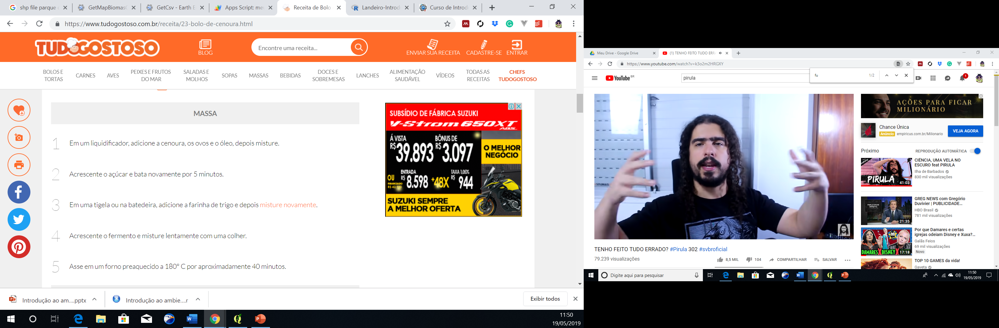 shp file parque
GetMapBiomas
GetCsv - Earth E
Apps Script: meu
Receita de Bolo
Landeiro-Introd
Curso de Introd
https://www.tudogostoso.com.br/receita/23-bolo-de-cenoura.html
TUDOGOSTOSO
BLOG
Encontre uma receita...
ENVIAR SUA RECEITA
CADASTRE-SE
ENTRAR
BOLOS E TORTAS
CARNES
AVES
PEIXES E FRUTOS DO MAR
SALADAS E MOLHOS
SOPAS
MASSAS
BEBIDAS
DOCES E SOBREMESAS
LANCHES
ALIMENTAÇÃO SAUDÁVEL
VÍDEOS
TODAS AS RECEITAS
CHEFS TUDOGOSTOSO
MASSA
1 Em um liquidificador, adicione a cenoura, os ovos e o óleo, depois misture.
2 Acrescente o açúcar e bata novamente por 5 minutos.
3 Em uma tigela ou na batedeira, adicione a farinha de trigo e depois misture novamente.
4 Acrescente o fermento e misture lentamente com uma colher.
5 Asse em um forno preaquecido a 180° C por aproximadamente 40 minutos.
SUBSÍDIO DE FÁBRICA SUZUKI
V-Strom 650XT
ABS
Á VISTA
R$ 39.893
BÔNUS DE
R$ 3.097
O MELHOR
NEGÓCIO
OU
FINANCIADO
ENTRADA
R$ 8.598
+48X
TAXA 1,05%
R$ 944
SUZUKI SEMPRE
A MELHOR OFERTA
Introdução ao am....pptx
Introdução ao ambie....r
Exibir todos
11:50
19/05/2019
Meu Drive - Google Drive
(1) TENHO FEITO TUDO ERR
https://www.youtube.com/watch?v=k3o2m2HRGXY
fu
1/2
YouTube BR
pirula
1
SOUMAIS
TENHO FEITO TUDO ERRADO? #Pirula 302 #svbroficial
79.239 visualizações
8,5 MIL
104
COMPARTILHAR
SALVAR
AÇÕES PARA FICAR
MILIONÁRIO
Chance Única
Anúncio empiricus.com.br/Milionario
VEJA AGORA
Próximo
REPRODUÇÃO AUTOMÁTICA
PIRULA
41:03
CIÊNCIA, UMA VELA NO
ESCURO feat PIRULA
Ilha de Barbados
830 mil visualizações
PUBLICIDADE
INFANTIL
21:35
GREG NEWS com Gregório
Duvivier | PUBLICIDADE...
HBO Brasil
781 mil visualizações
DAMARES X DISNEY
17:18
Por que Damares e certas
igrejas odeiam Disney e Xuxa?...
Galãs Feios
69 mil visualizações
Novo
TOP 10 GAMES da vida!
Gaveta
Digite aqui para pesquisar
11:50
19/05/2019